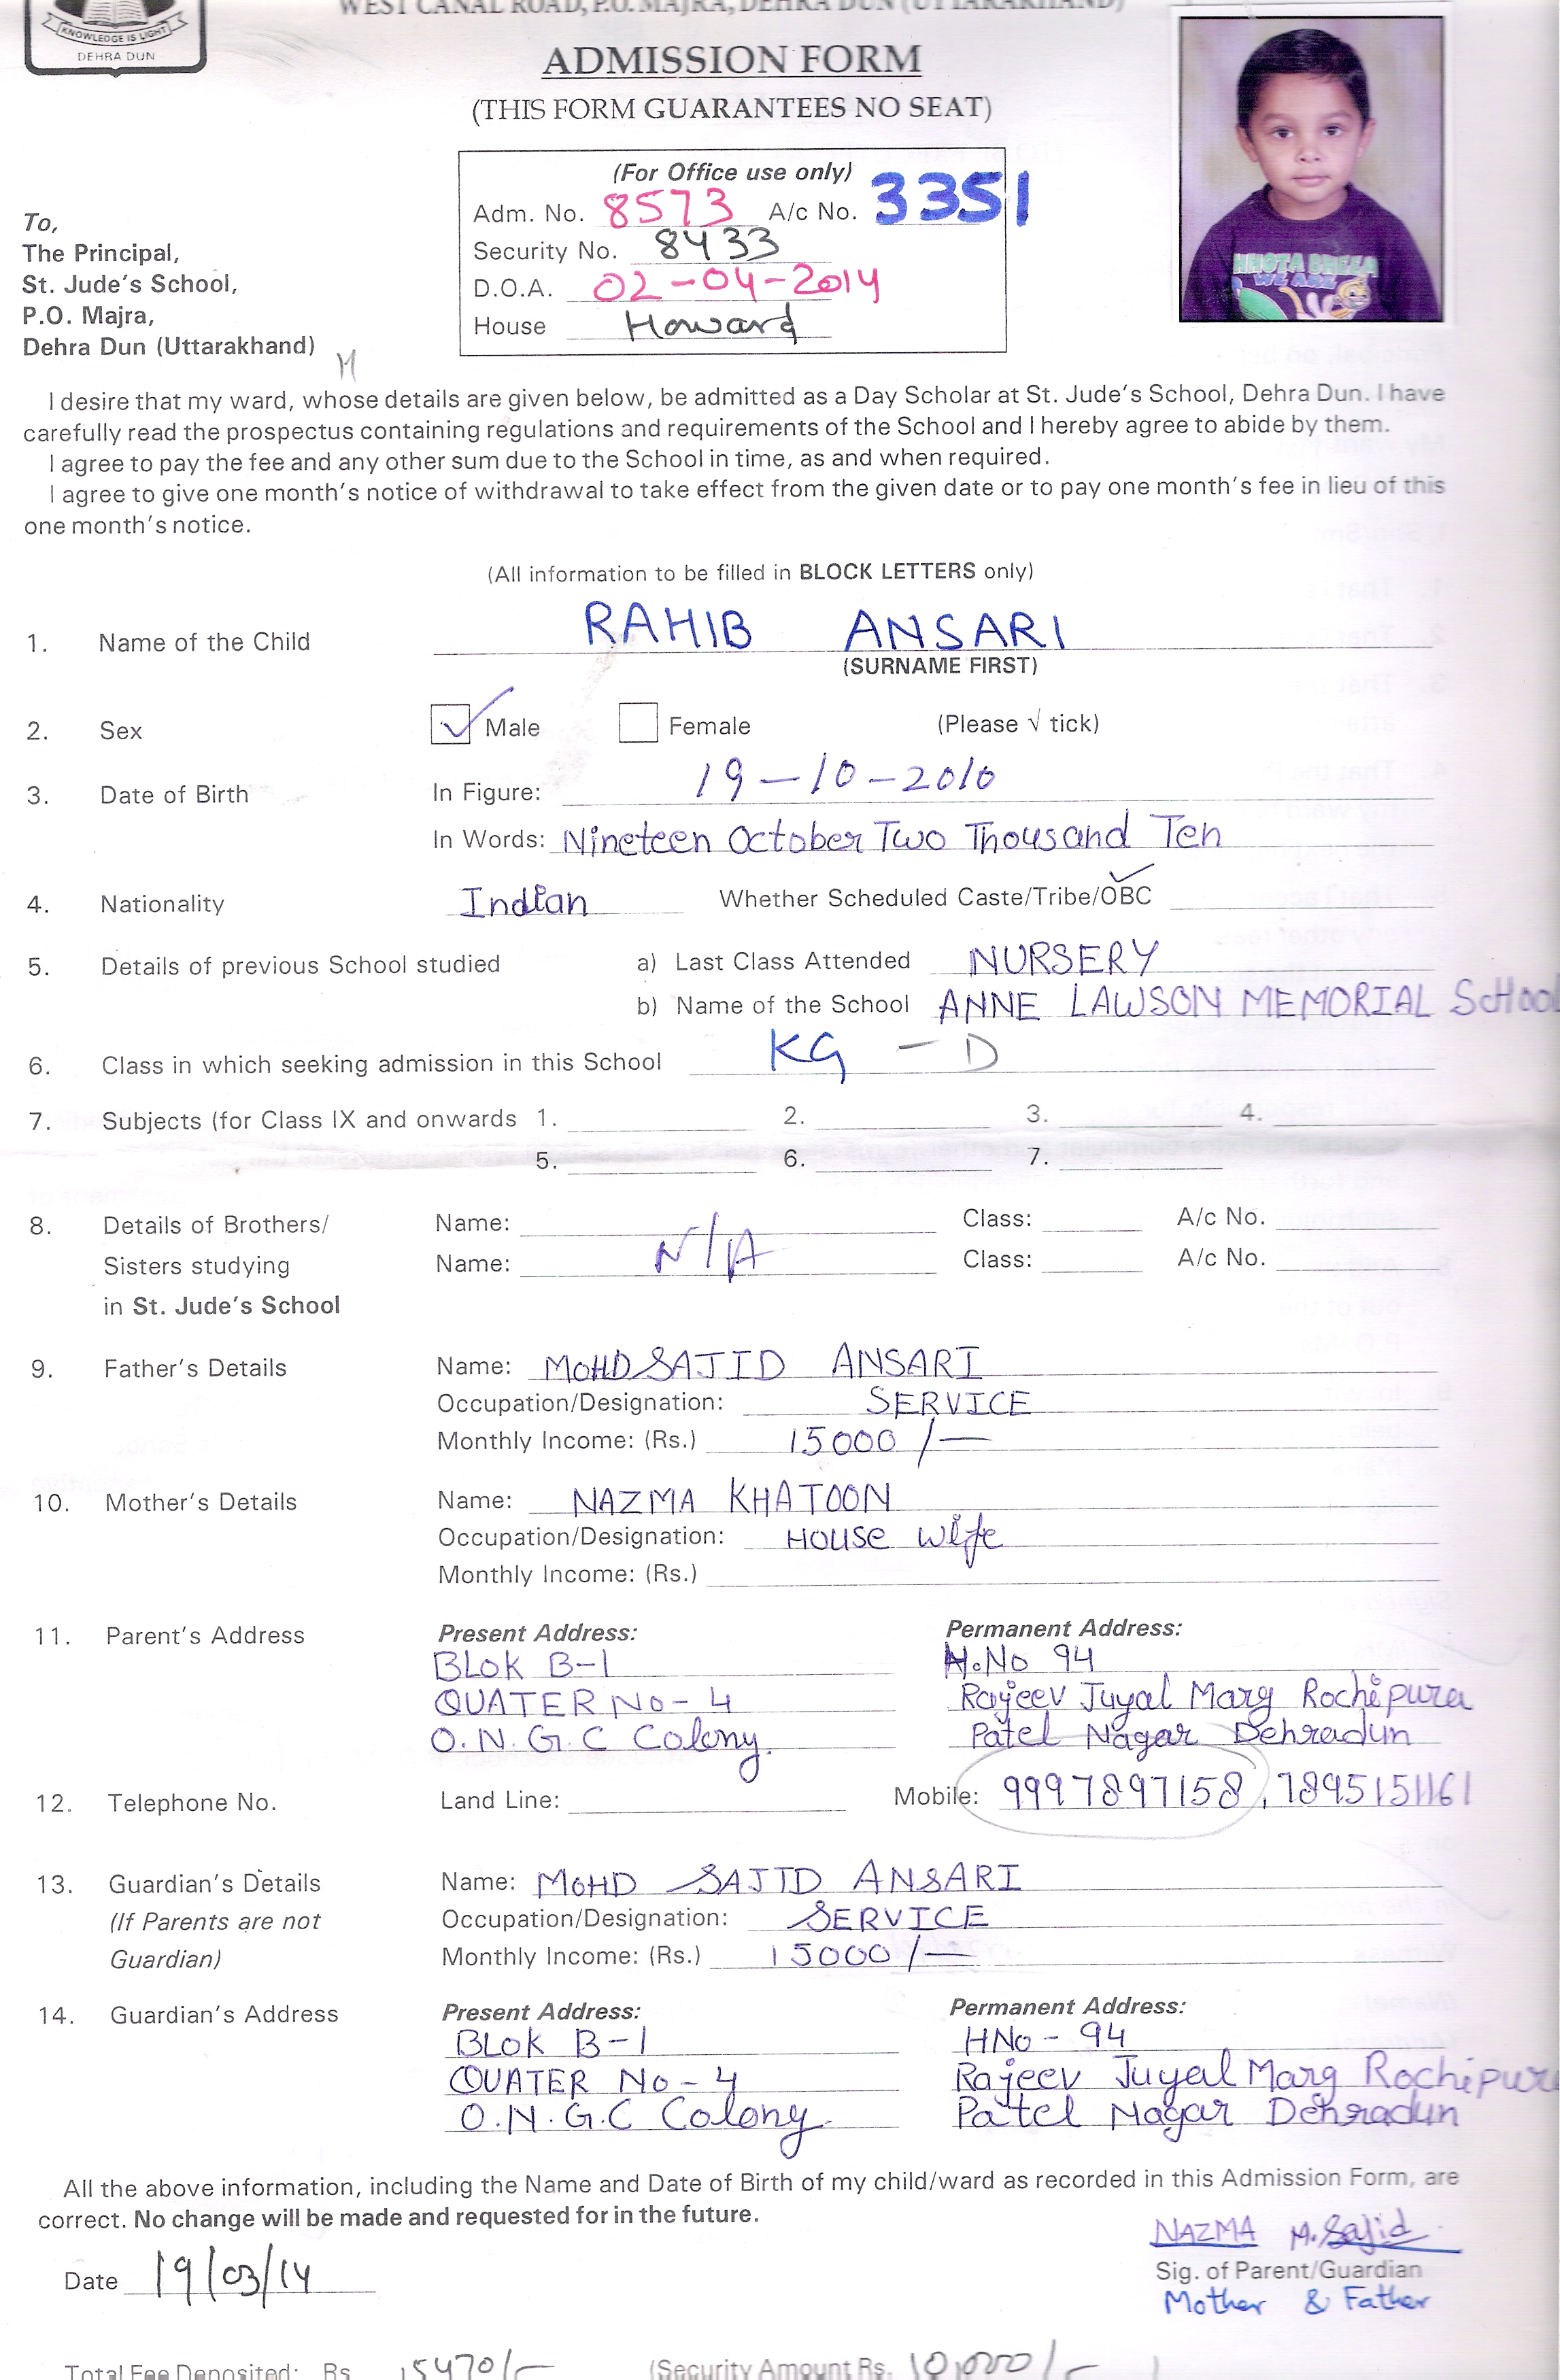 WEST CANAL ROAD, P.O. MAJRA, DEHRA DUN (UTTARAKHAND)
KNOWLEDGE IS LIGHT
DEHRA DUN
ADMISSION FORM
(THIS FORM GUARANTEES NO SEAT)
(For Office use only)
Adm. No. 8573 A/c No. 3351
Security No. 8433
D.O.A. 02-04-2014
House Howard
To,
The Principal,
St. Jude's School,
P.O. Majra,
Dehra Dun (Uttarakhand)
HHOTA BHEEA
WE ARE
I desire that my ward, whose details are given below, be admitted as a Day Scholar at St. Jude's School, Dehra Dun. I have
carefully read the prospectus containing regulations and requirements of the School and I hereby agree to abide by them.
I agree to pay the fee and any other sum due to the School in time, as and when required.
I agree to give one month's notice of withdrawal to take effect from the given date or to pay one month's fee in lieu of this
one month's notice.
(All information to be filled in BLOCK LETTERS only)
1. Name of the Child RAHIB ANSARI
(SURNAME FIRST)
2. Sex ✓ Male Female (Please √ tick)
3. Date of Birth In Figure: 19-10-2010
In Words: Nineteen October Two Thousand Ten
4. Nationality Indian Whether Scheduled Caste/Tribe/OBC ✓
5. Details of previous School studied a) Last Class Attended NURSERY
b) Name of the School ANNE LAWSON MEMORIAL SCHOOL
6. Class in which seeking admission in this School KG - D
7. Subjects (for Class IX and onwards 1. 2. 3. 4.
5. 6. 7.
8. Details of Brothers/ Name: Class: A/c No.
Sisters studying Name: N/A Class: A/c No.
in St. Jude's School
9. Father's Details Name: MOHD SAJID ANSARI
Occupation/Designation: SERVICE
Monthly Income: (Rs.) 15000/-
10. Mother's Details Name: NAZMA KHATOON
Occupation/Designation: HOUSE Wife
Monthly Income: (Rs.)
11. Parent's Address Present Address: Permanent Address:
BLOK B-1 H.No 94
QUATER No-4 Rajeev Juyal Marg Rochipura
O.N.G.C Colony. Patel Nagar Dehradun
12. Telephone No. Land Line: Mobile: 9997897158, 7895151161
13. Guardian's Details Name: MOHD SAJID ANSARI
(If Parents are not Occupation/Designation: SERVICE
Guardian) Monthly Income: (Rs.) 15000/-
14. Guardian's Address Present Address: Permanent Address:
BLOK B-1 HNo-94
QUATER No-4 Rajeev Juyal Marg Rochipura
O.N.G.C Colony. Patel Nagar Dehradun
All the above information, including the Name and Date of Birth of my child/ward as recorded in this Admission Form, are
correct. No change will be made and requested for in the future.
NAZMA M.Sajid
Date 19/03/14 Sig. of Parent/Guardian
Mother & Father
Total Fee Deposited: Rs 15470/- (Security Amount Rs. 10,000/-